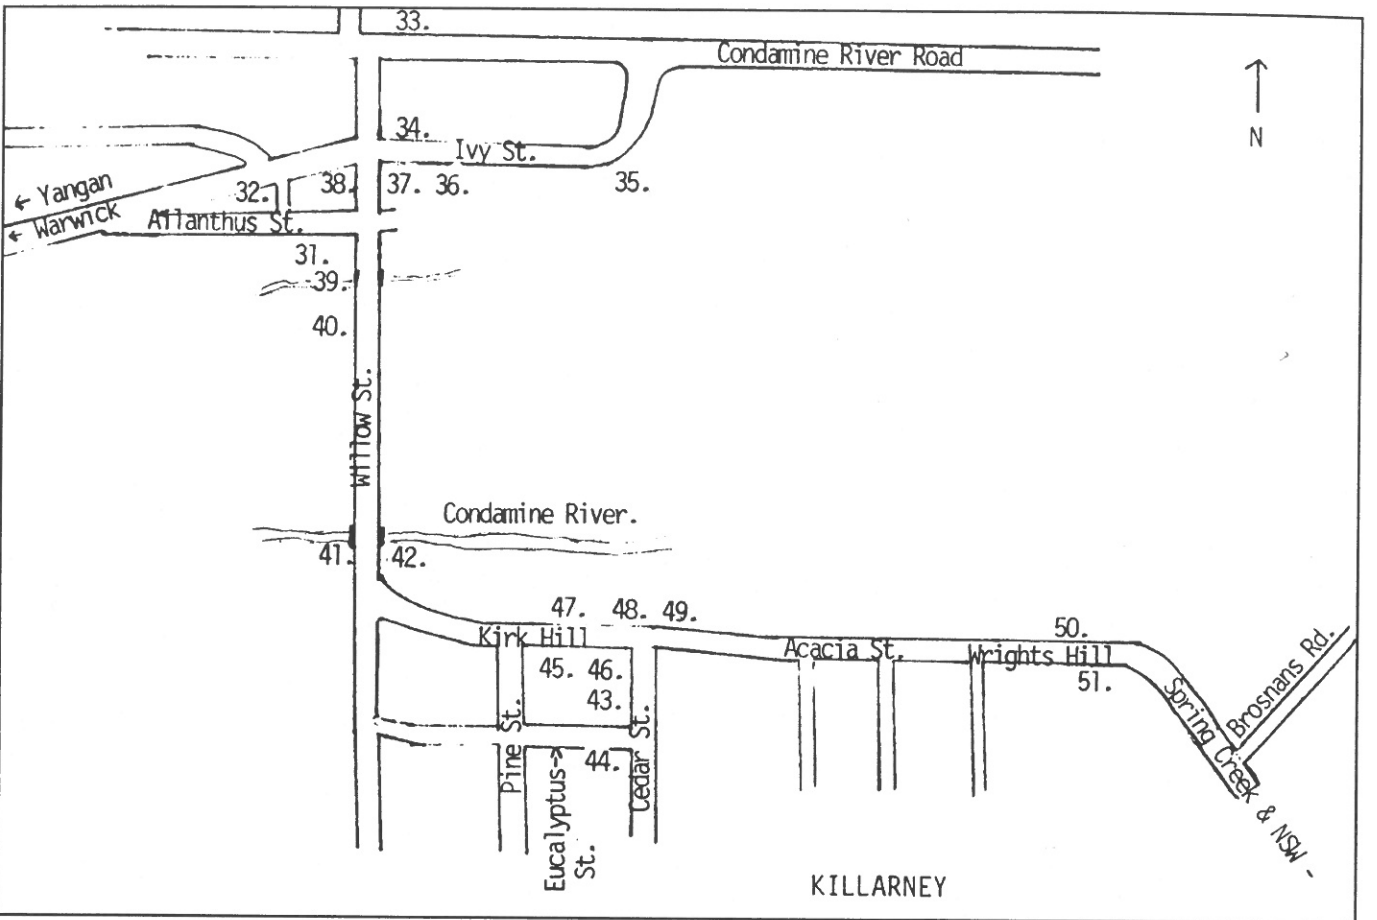 33.
Condamine River Road
34.
Ivy St.
N
← Yangan
32.
38.
37. 36.
35.
← Warwick
Ailanthus St.
31.
39.
40.
Willow St.
Condamine River.
41.
42.
47. 48. 49.
50.
Kirk Hill
Acacia St.
Wrights Hill
45. 46.
51.
43.
Pine St.
44.
Cedar St.
Eucalyptus→
St.
Spring Creek & NSW -
Brosnans Rd.
KILLARNEY